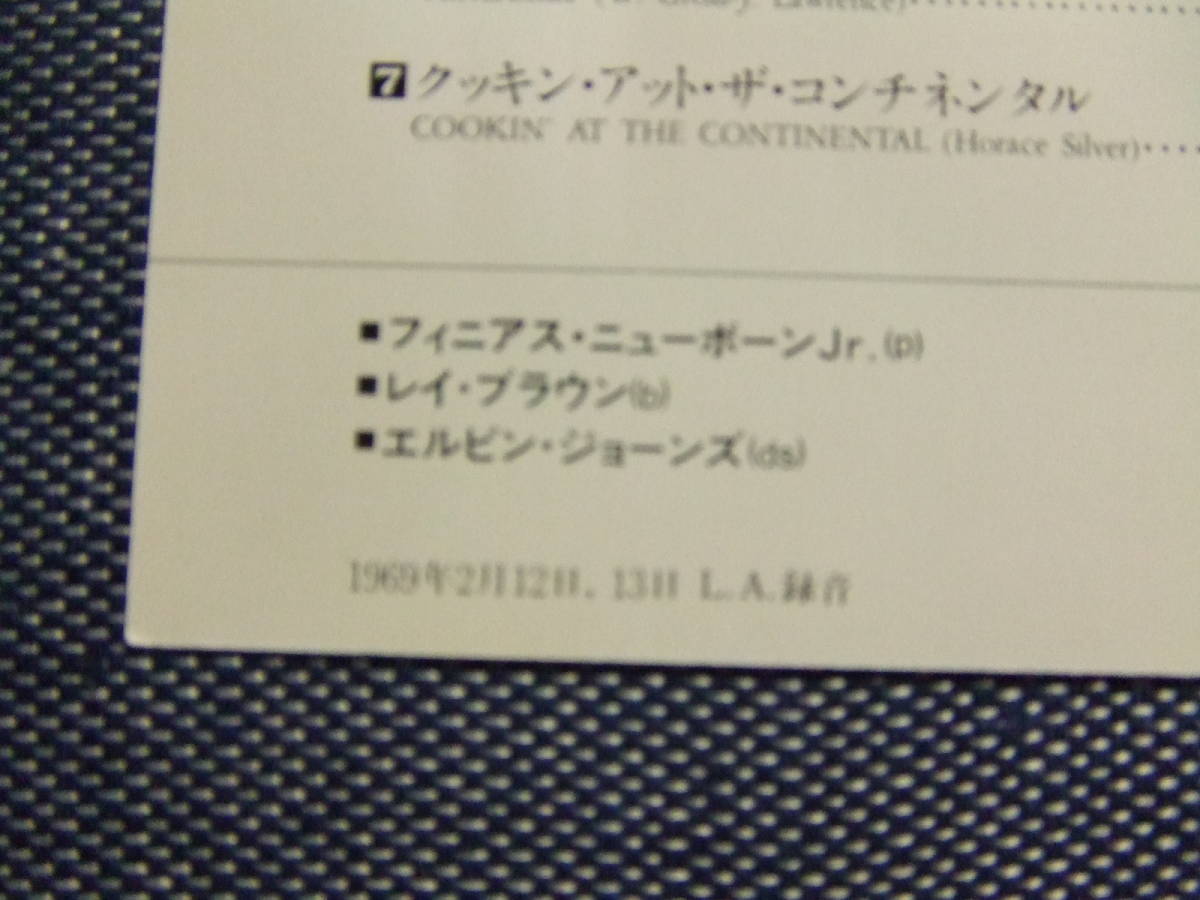 7 クッキン・アット・ザ・コンチネンタル
COOKIN' AT THE CONTINENTAL (Horace Silver)····
■フィニアス・ニューボーンJr.(p)
■レイ・ブラウン(b)
■エルビン・ジョーンズ(ds)
1969年2月12日, 13日 L.A.録音